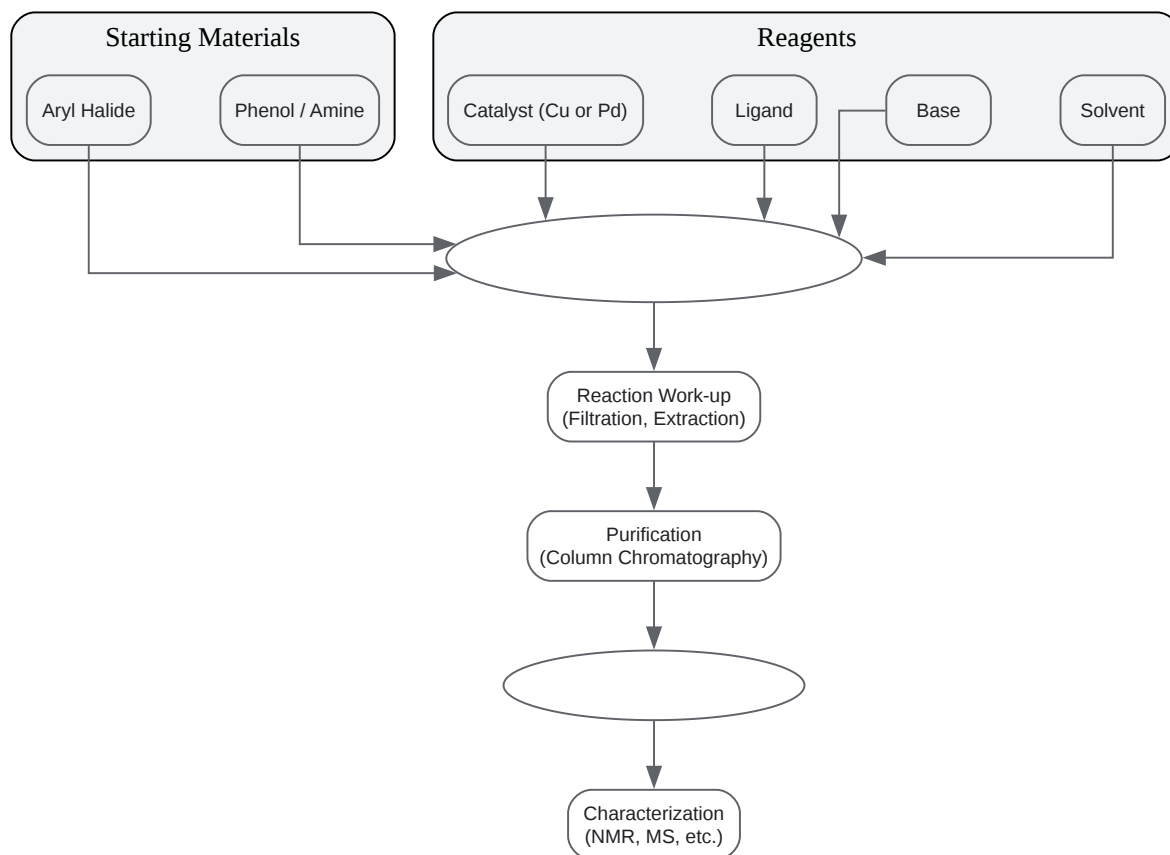 Starting Materials
Reagents
Aryl Halide
Phenol / Amine
Catalyst (Cu or Pd)
Ligand
Base
Solvent
Reaction Work-up
(Filtration, Extraction)
Purification
(Column Chromatography)
Characterization
(NMR, MS, etc.)